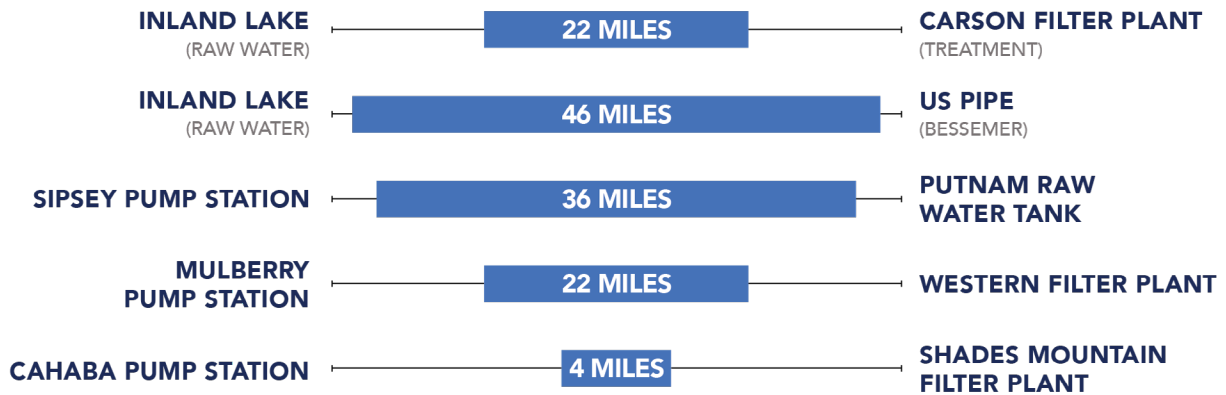 INLAND LAKE
(RAW WATER)
22 MILES
CARSON FILTER PLANT
(TREATMENT)
INLAND LAKE
(RAW WATER)
46 MILES
US PIPE
(BESSEMER)
SIPSEY PUMP STATION
36 MILES
PUTNAM RAW
WATER TANK
MULBERRY
PUMP STATION
22 MILES
WESTERN FILTER PLANT
CAHABA PUMP STATION
4 MILES
SHADES MOUNTAIN
FILTER PLANT